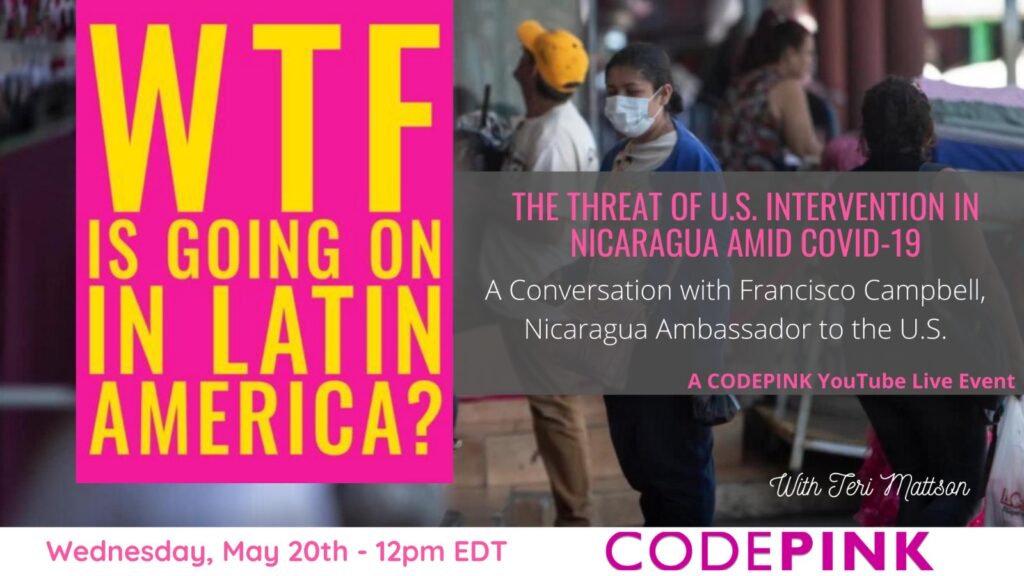 WTF
IS GOING ON
IN LATIN
AMERICA?
THE THREAT OF U.S. INTERVENTION IN
NICARAGUA AMID COVID-19
A Conversation with Francisco Campbell,
Nicaragua Ambassador to the U.S.
A CODEPINK YouTube Live Event
With Teri Mattson
Wednesday, May 20th - 12pm EDT
CODEPINK